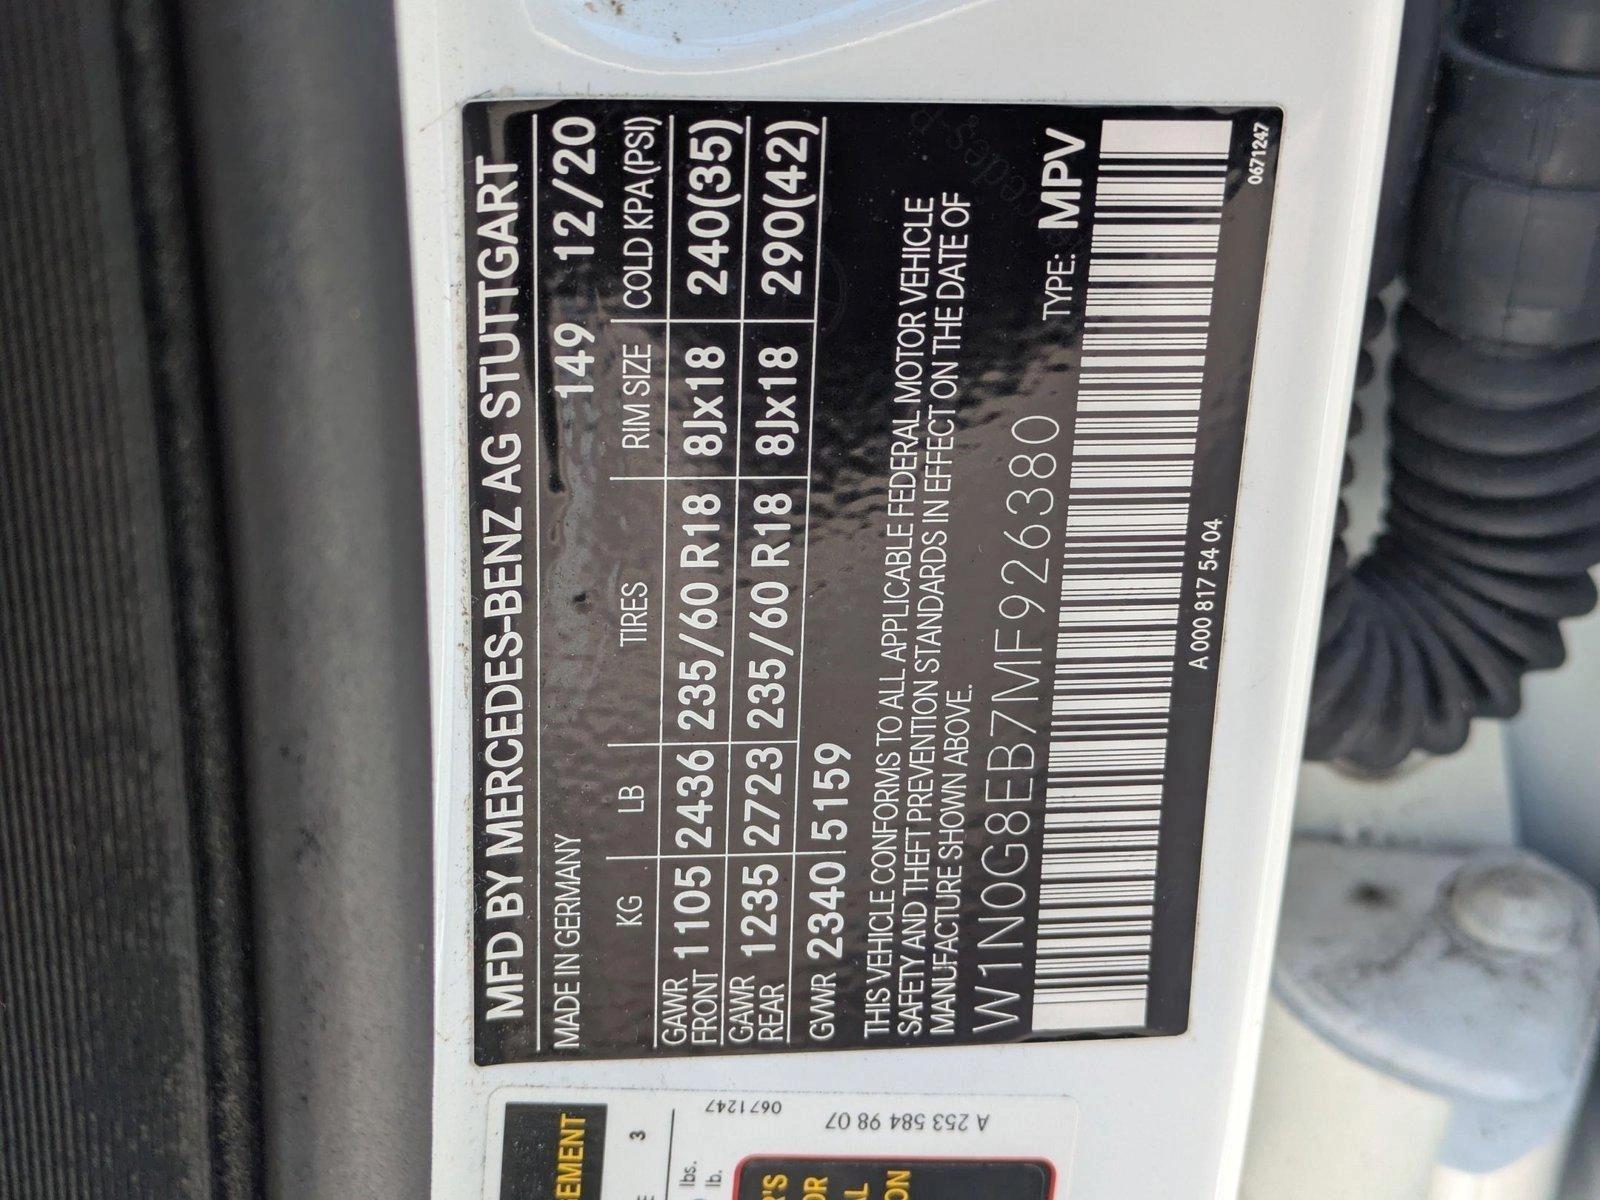 MFD BY MERCEDES-BENZ AG STUTTGART
MADE IN GERMANY 149 12/20
KG LB TIRES RIM SIZE COLD KPA (PSI)
GAWR FRONT 1105 2436 235/60 R18 8Jx18 240(35)
GAWR REAR 1235 2723 235/60 R18 8Jx18 290(42)
GVWR 2340 5159
THIS VEHICLE CONFORMS TO ALL APPLICABLE FEDERAL MOTOR VEHICLE
SAFETY AND THEFT PREVENTION STANDARDS IN EFFECT ON THE DATE OF
MANUFACTURE SHOWN ABOVE.
TYPE: MPV
W1N0G8EB7MF926380
A 000 817 54 04
0671247
0671247
A 253 584 98 07
3
lbs.
lb.